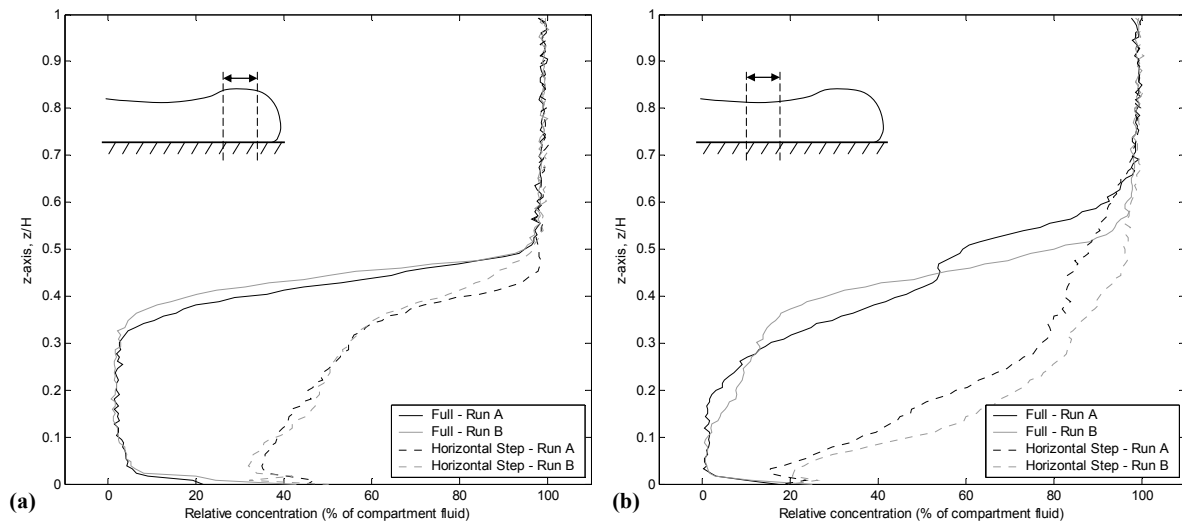 1
0.9
0.8
0.7
0.6
0.5
0.4
0.3
0.2
0.1
0
z-axis, z/H
0 20 40 60 80 100
Relative concentration (% of compartment fluid)
Full - Run A
Full - Run B
Horizontal Step - Run A
Horizontal Step - Run B
(a)
1
0.9
0.8
0.7
0.6
0.5
0.4
0.3
0.2
0.1
0
z-axis, z/H
0 20 40 60 80 100
Relative concentration (% of compartment fluid)
Full - Run A
Full - Run B
Horizontal Step - Run A
Horizontal Step - Run B
(b)